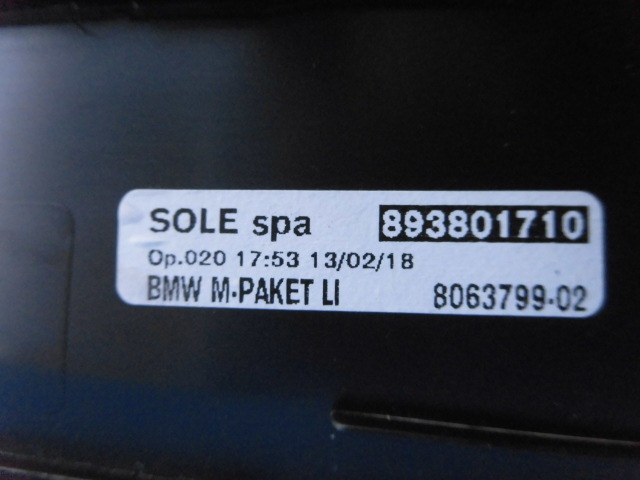 SOLE spa 893801710
Op.020 17:53 13/02/18
BMW M-PAKET LI 8063799-02